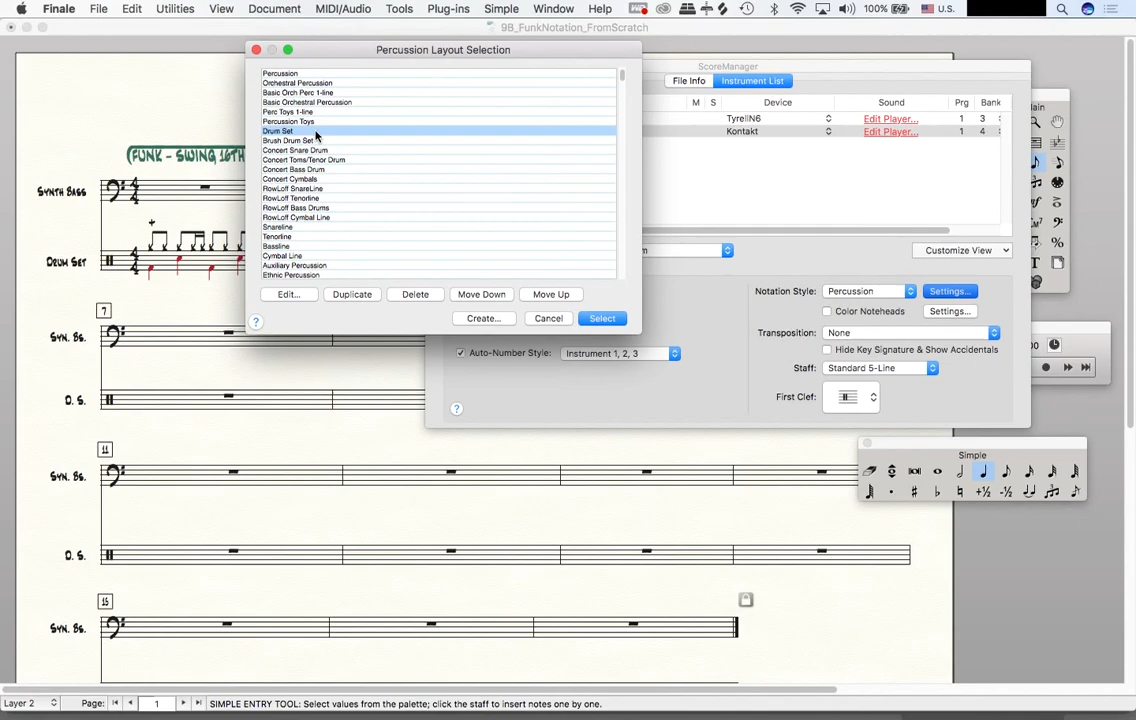 Finale File Edit Utilities View Document MIDI/Audio Tools Plug-ins Simple Window Help 100% U.S.
9B_FunkNotation_FromScratch
Percussion Layout Selection
Percussion
Orchestral Percussion
Basic Orch Perc 1-line
Basic Orchestral Percussion
Perc Toys 1-line
Percussion Toys
Drum Set
Brush Drum Set
Concert Snare Drum
Concert Toms/Tenor Drum
Concert Bass Drum
Concert Cymbals
RowLoff SnareLine
RowLoff Tenorline
RowLoff Bass Drums
RowLoff Cymbal Line
Snareline
Tenorline
Bassline
Cymbal Line
Auxiliary Percussion
Ethnic Percussion
Edit... Duplicate Delete Move Down Move Up
? Create... Cancel Select
ScoreManager
File Info Instrument List
M S Device Sound Prg Bank
TyrellN6 Edit Player... 1 3
Kontakt Edit Player... 1 4
Customize View
Notation Style: Percussion Settings...
Color Noteheads Settings...
Transposition: None
Hide Key Signature & Show Accidentals
Auto-Number Style: Instrument 1, 2, 3
Staff: Standard 5-Line
First Clef:
?
(FUNK – SWING 16TH
SYNTH BASS
DRUM SET
7
SYN. BS.
D. S.
11
SYN. BS.
D. S.
15
SYN. BS.
Simple
+½ -½
Layer 2 Page: 1 SIMPLE ENTRY TOOL: Select values from the palette; click the staff to insert notes one by one.